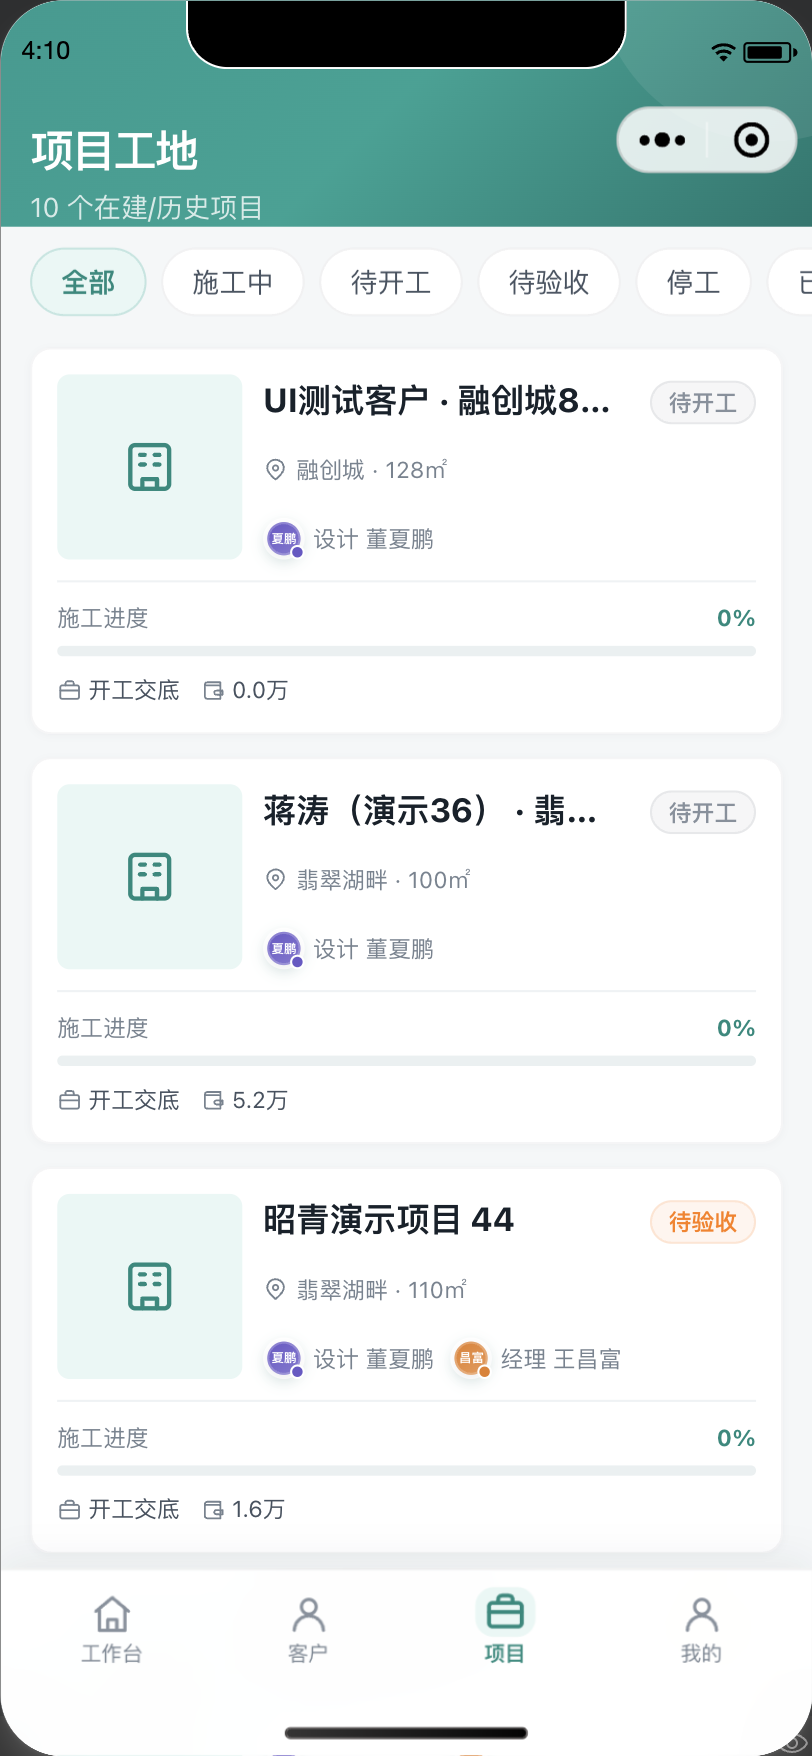 4:10
项目工地
10 个在建/历史项目
全部 施工中 待开工 待验收 停工
UI测试客户 · 融创城8... 待开工
融创城 · 128㎡
夏鹏 设计 董夏鹏
施工进度 0%
开工交底 0.0万
蒋涛（演示36） · 翡... 待开工
翡翠湖畔 · 100㎡
夏鹏 设计 董夏鹏
施工进度 0%
开工交底 5.2万
昭青演示项目 44 待验收
翡翠湖畔 · 110㎡
夏鹏 设计 董夏鹏 昌富 经理 王昌富
施工进度 0%
开工交底 1.6万
工作台 客户 项目 我的